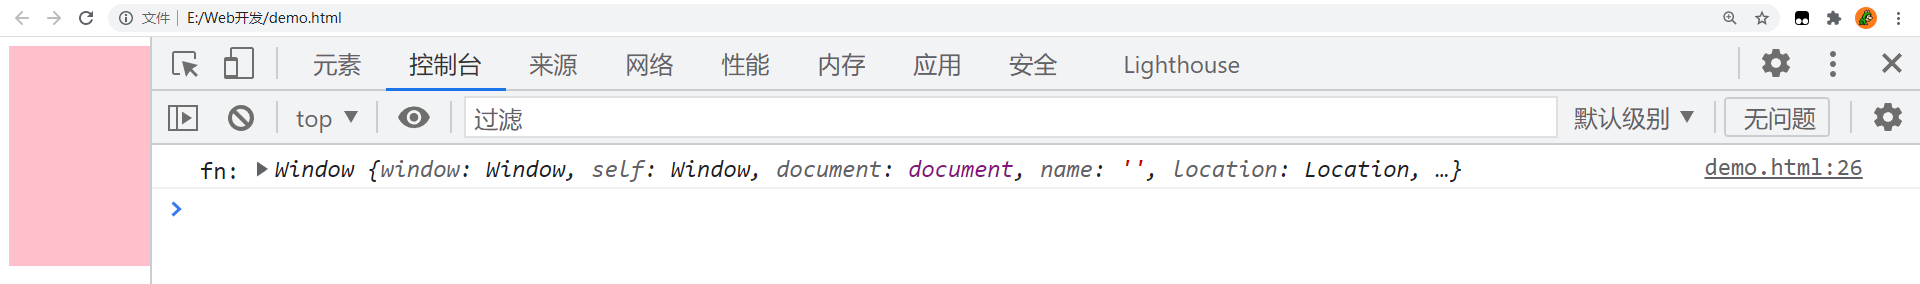 文件 E:/Web开发/demo.html
元素 控制台 来源 网络 性能 内存 应用 安全 Lighthouse
top 过滤 默认级别 无问题
fn: Window {window: Window, self: Window, document: document, name: '', location: Location, …} demo.html:26